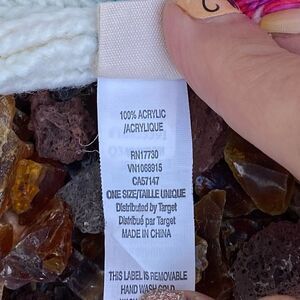 C
100% ACRYLIC
/ACRYLIQUE
RN17730
VN1068915
CA57147
ONE SIZE/TAILLE UNIQUE
Distributed by Target
Distribué par Target
MADE IN CHINA
THIS LABEL IS REMOVABLE
HAND WASH COLD